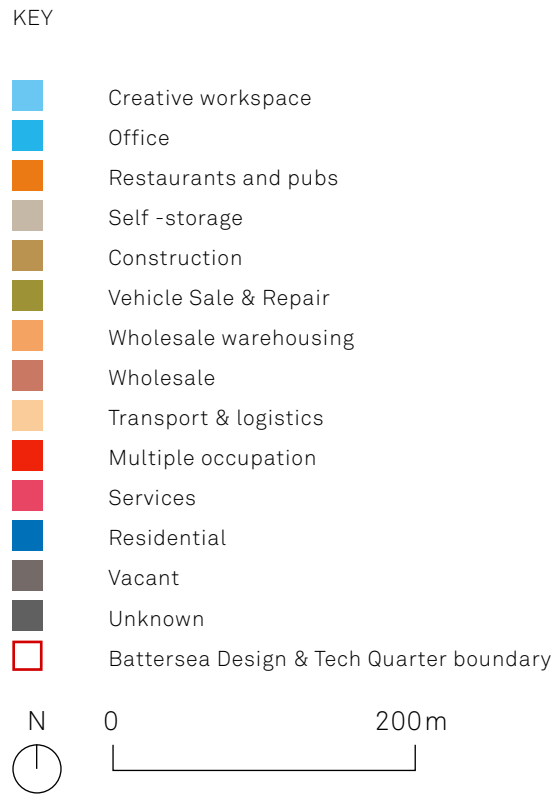 KEY
Creative workspace
Office
Restaurants and pubs
Self -storage
Construction
Vehicle Sale & Repair
Wholesale warehousing
Wholesale
Transport & logistics
Multiple occupation
Services
Residential
Vacant
Unknown
Battersea Design & Tech Quarter boundary
N 0 200m